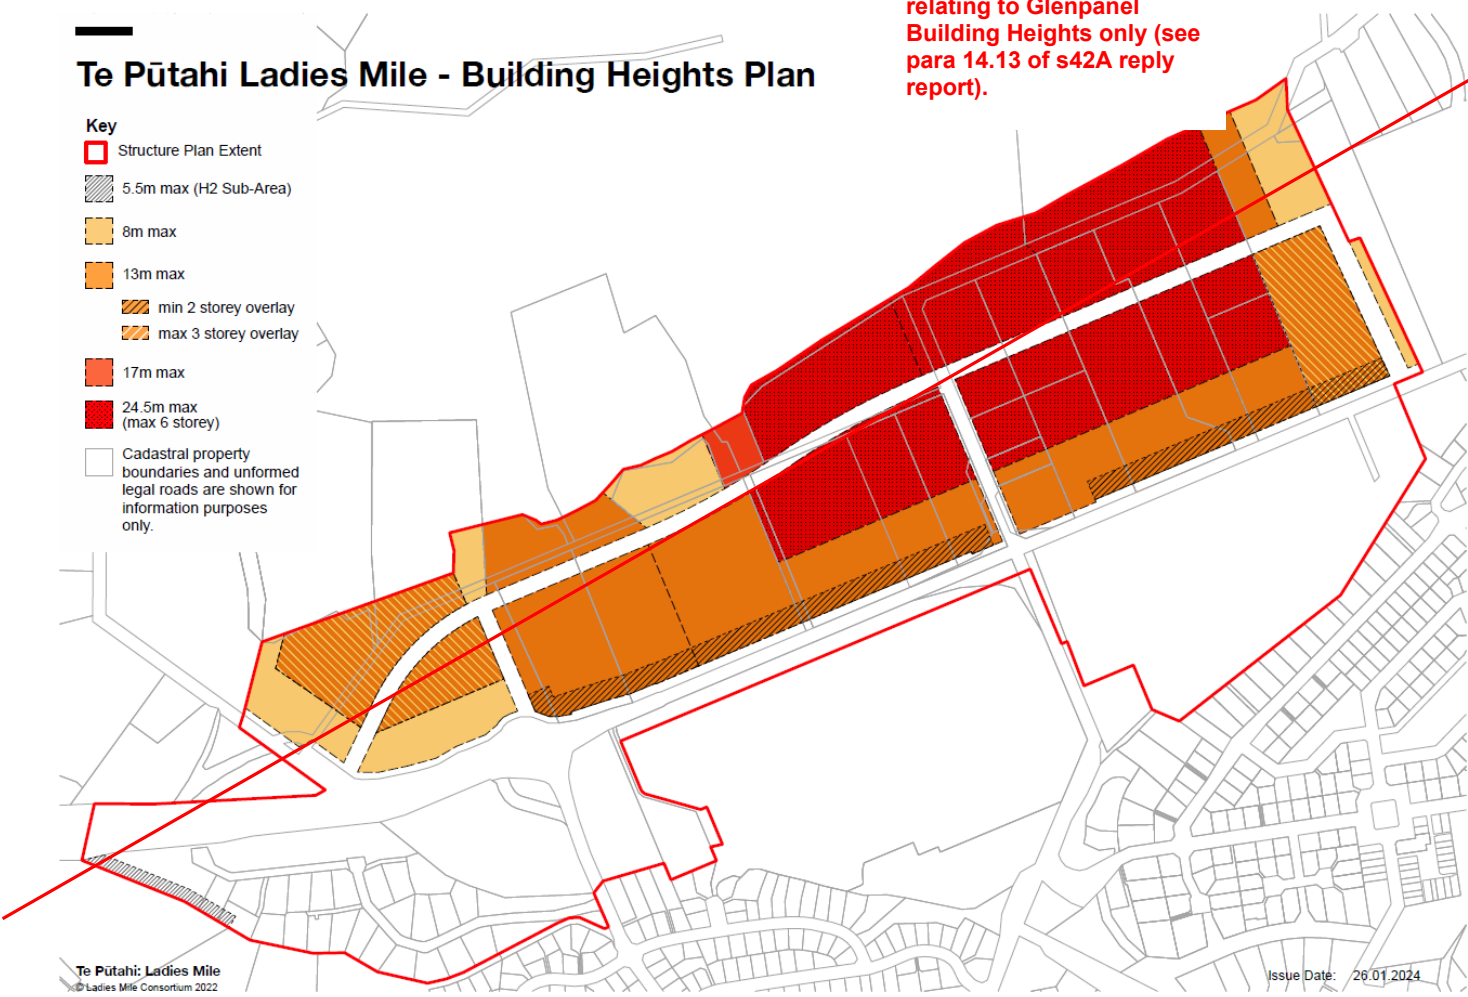 relating to Glenpanel
Building Heights only (see
para 14.13 of s42A reply
report).
Te Pūtahi Ladies Mile - Building Heights Plan
Key
Structure Plan Extent
5.5m max (H2 Sub-Area)
8m max
13m max
min 2 storey overlay
max 3 storey overlay
17m max
24.5m max
(max 6 storey)
Cadastral property
boundaries and unformed
legal roads are shown for
information purposes
only.
Te Pūtahi: Ladies Mile
© Ladies Mile Consortium 2022
Issue Date: 26.01.2024